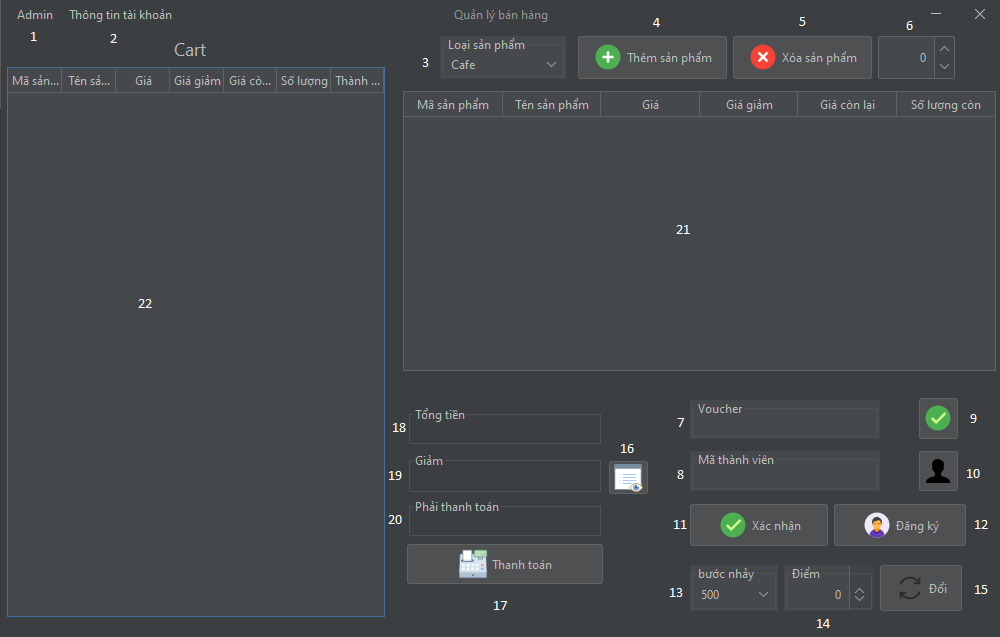 Admin Thông tin tài khoản Quản lý bán hàng
1 2 4 5 6
Cart
3 Loại sản phẩm
Cafe Thêm sản phẩm Xóa sản phẩm 0
Mã sản... Tên sả... Giá Giá giảm Giá cò... Số lượng Thành ...
Mã sản phẩm Tên sản phẩm Giá Giá giảm Giá còn lại Số lượng còn
21
22
18 Tổng tiền
7 Voucher 9
19 Giảm 16
8 Mã thành viên 10
20 Phải thanh toán
11 Xác nhận Đăng ký 12
Thanh toán
17
13 bước nhảy Điểm
500 0 Đổi 15
14